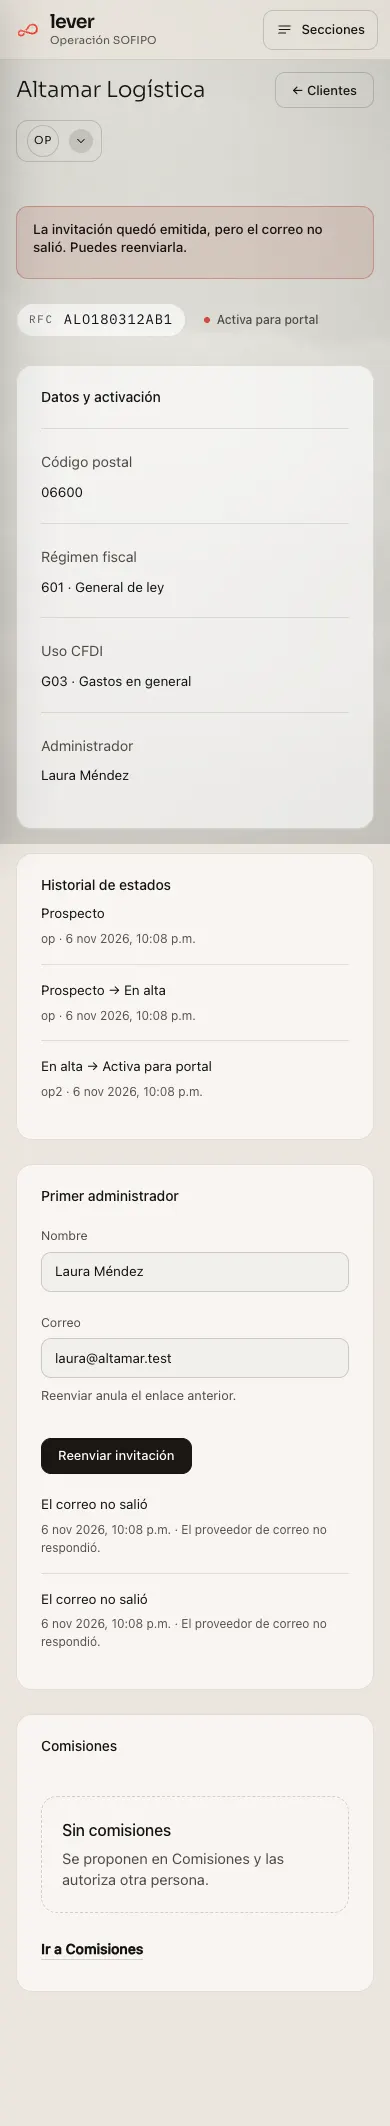 lever
Operación SOFIPO
Secciones
Altamar Logística
← Clientes
OP
La invitación quedó emitida, pero el correo no
salió. Puedes reenviarla.
RFC ALO180312AB1
Activa para portal
Datos y activación
Código postal
06600
Régimen fiscal
601 · General de ley
Uso CFDI
G03 · Gastos en general
Administrador
Laura Méndez
Historial de estados
Prospecto
op · 6 nov 2026, 10:08 p.m.
Prospecto → En alta
op · 6 nov 2026, 10:08 p.m.
En alta → Activa para portal
op2 · 6 nov 2026, 10:08 p.m.
Primer administrador
Nombre
Laura Méndez
Correo
laura@altamar.test
Reenviar anula el enlace anterior.
Reenviar invitación
El correo no salió
6 nov 2026, 10:08 p.m. · El proveedor de correo no
respondió.
El correo no salió
6 nov 2026, 10:08 p.m. · El proveedor de correo no
respondió.
Comisiones
Sin comisiones
Se proponen en Comisiones y las
autoriza otra persona.
Ir a Comisiones